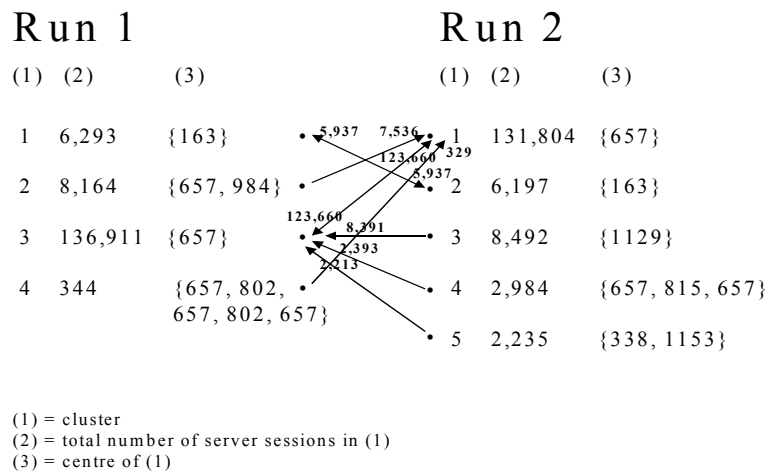 Run 1 Run 2
(1) (2) (3) (1) (2) (3)
1 6,293 {163} 5,937 7,536 1 131,804 {657}
123,660 329
2 8,164 {657, 984} 5,937 2 6,197 {163}
123,660
3 136,911 {657} 8,391 3 8,492 {1129}
2,393
2,213
4 344 {657, 802, 4 2,984 {657, 815, 657}
657, 802, 657}
5 2,235 {338, 1153}
(1) = cluster
(2) = total number of server sessions in (1)
(3) = centre of (1)